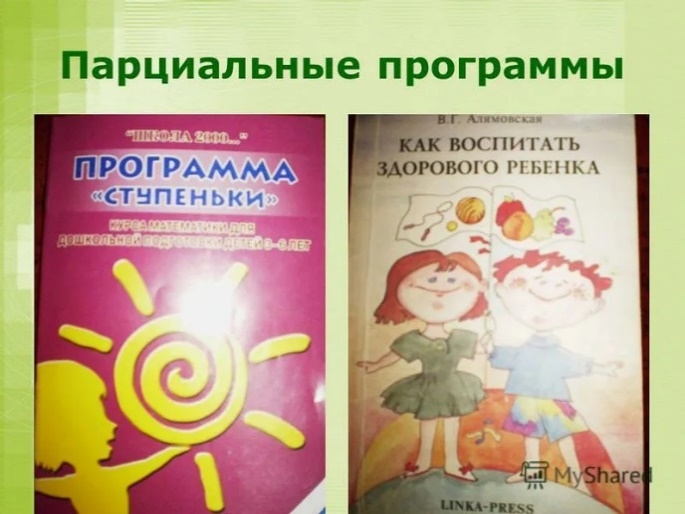 Парциальные программы
"ШКОЛА 2000..."
ПРОГРАММА
«СТУПЕНЬКИ»
КУРСА МАТЕМАТИКИ ДЛЯ
ДОШКОЛЬНОЙ ПОДГОТОВКИ ДЕТЕЙ 3–6 ЛЕТ
В.Г. Алямовская
КАК ВОСПИТАТЬ
ЗДОРОВОГО РЕБЕНКА
LINKA-PRESS
MyShared